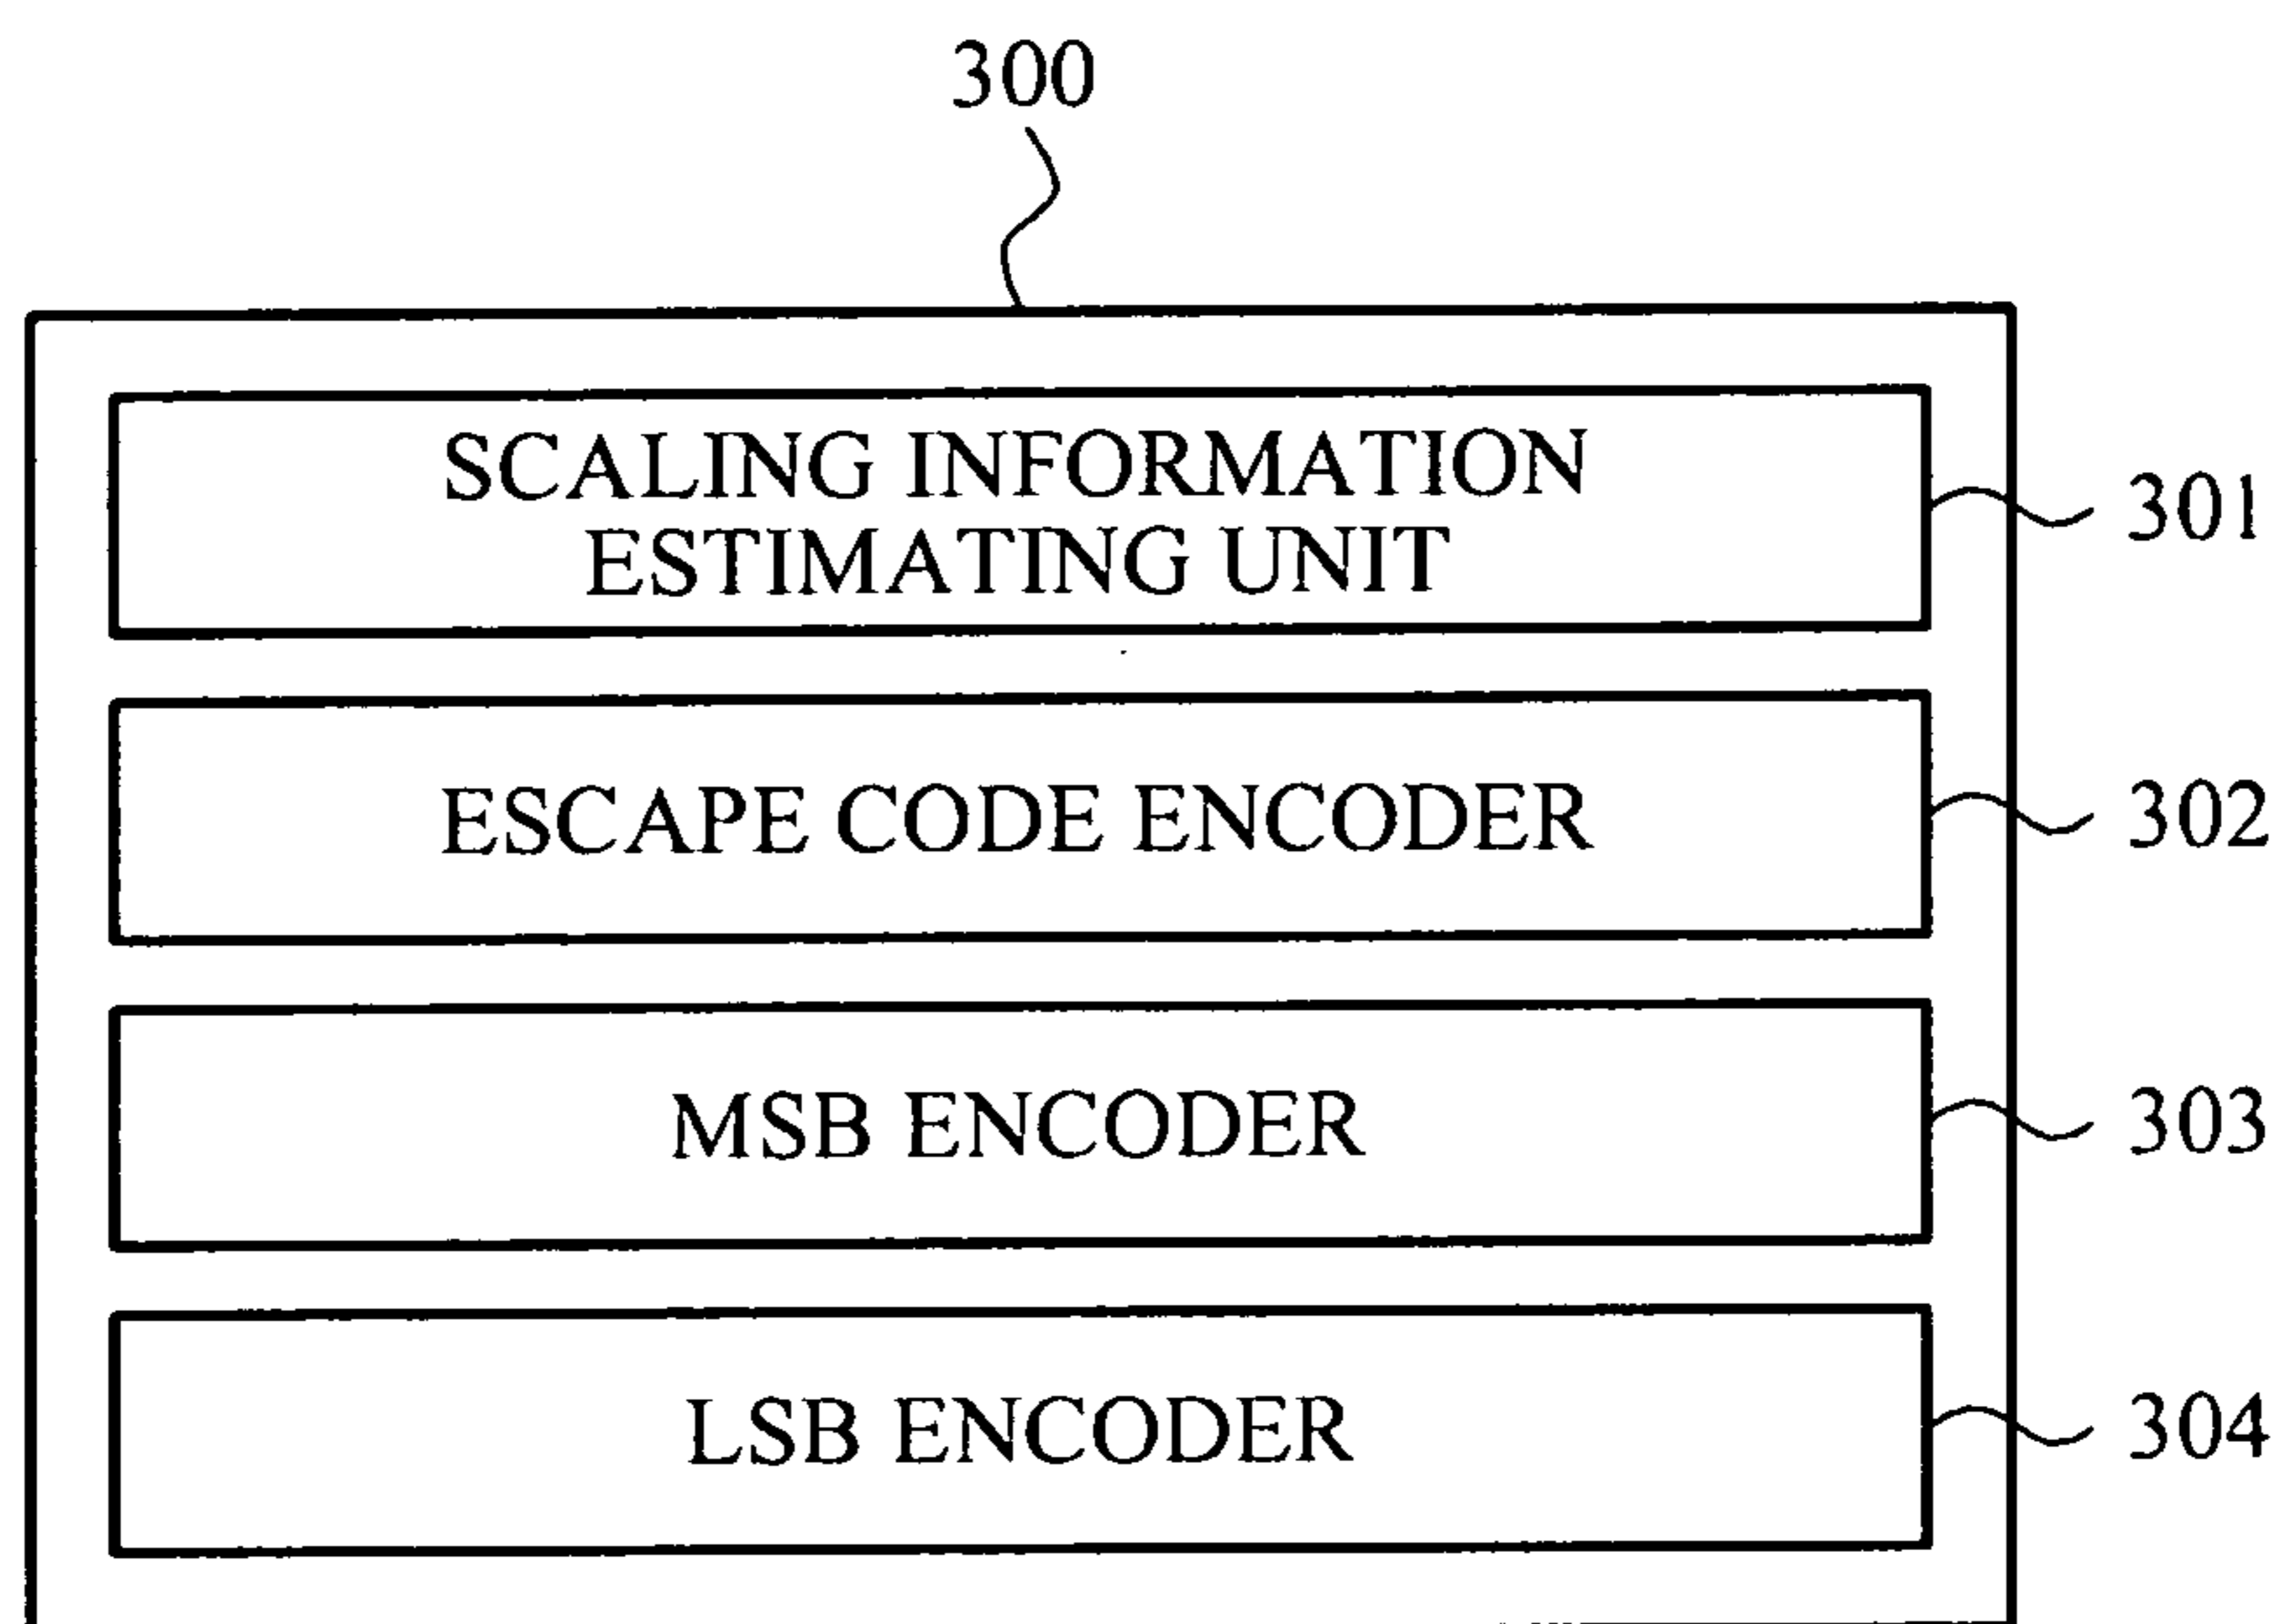 300
SCALING INFORMATION
ESTIMATING UNIT
301
ESCAPE CODE ENCODER
302
MSB ENCODER
303
LSB ENCODER
304